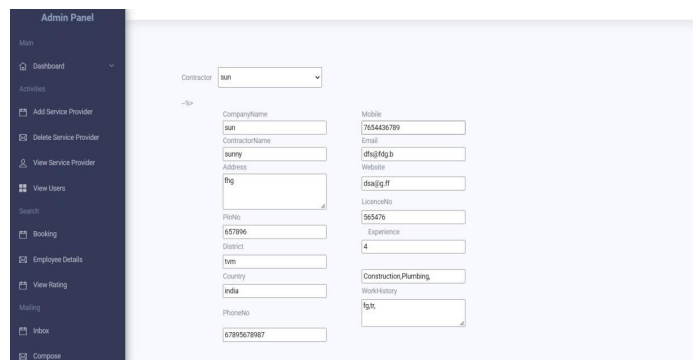 Admin Panel
Main
Dashboard
Activities
Add Service Provider
Delete Service Provider
View Service Provider
View Users
Search
Booking
Employee Details
View Rating
Mailing
Inbox
Compose
Contractor sun
--%>
CompanyName
sun
ContractorName
sunny
Address
fhg
PinNo
657896
District
tvm
Country
india
PhoneNo
67895678987
Mobile
7654436789
Email
dfs@fdg.b
Website
dsa@g.ff
LicenceNo
565476
Experience
4
Construction,Plumbing,
WorkHistory
fg,tr,